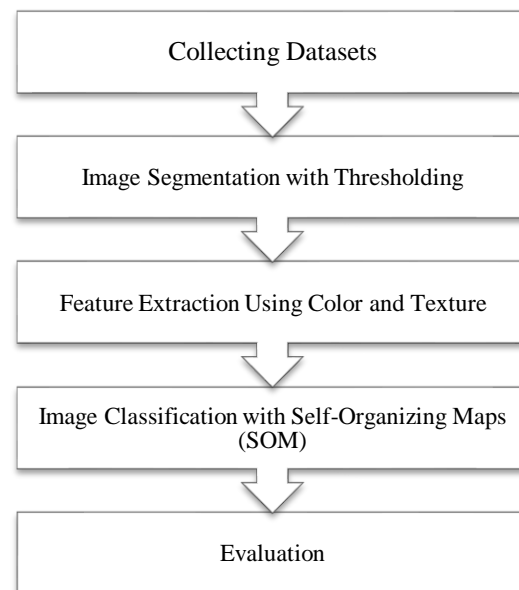 Collecting Datasets
Image Segmentation with Thresholding
Feature Extraction Using Color and Texture
Image Classification with Self-Organizing Maps
(SOM)
Evaluation